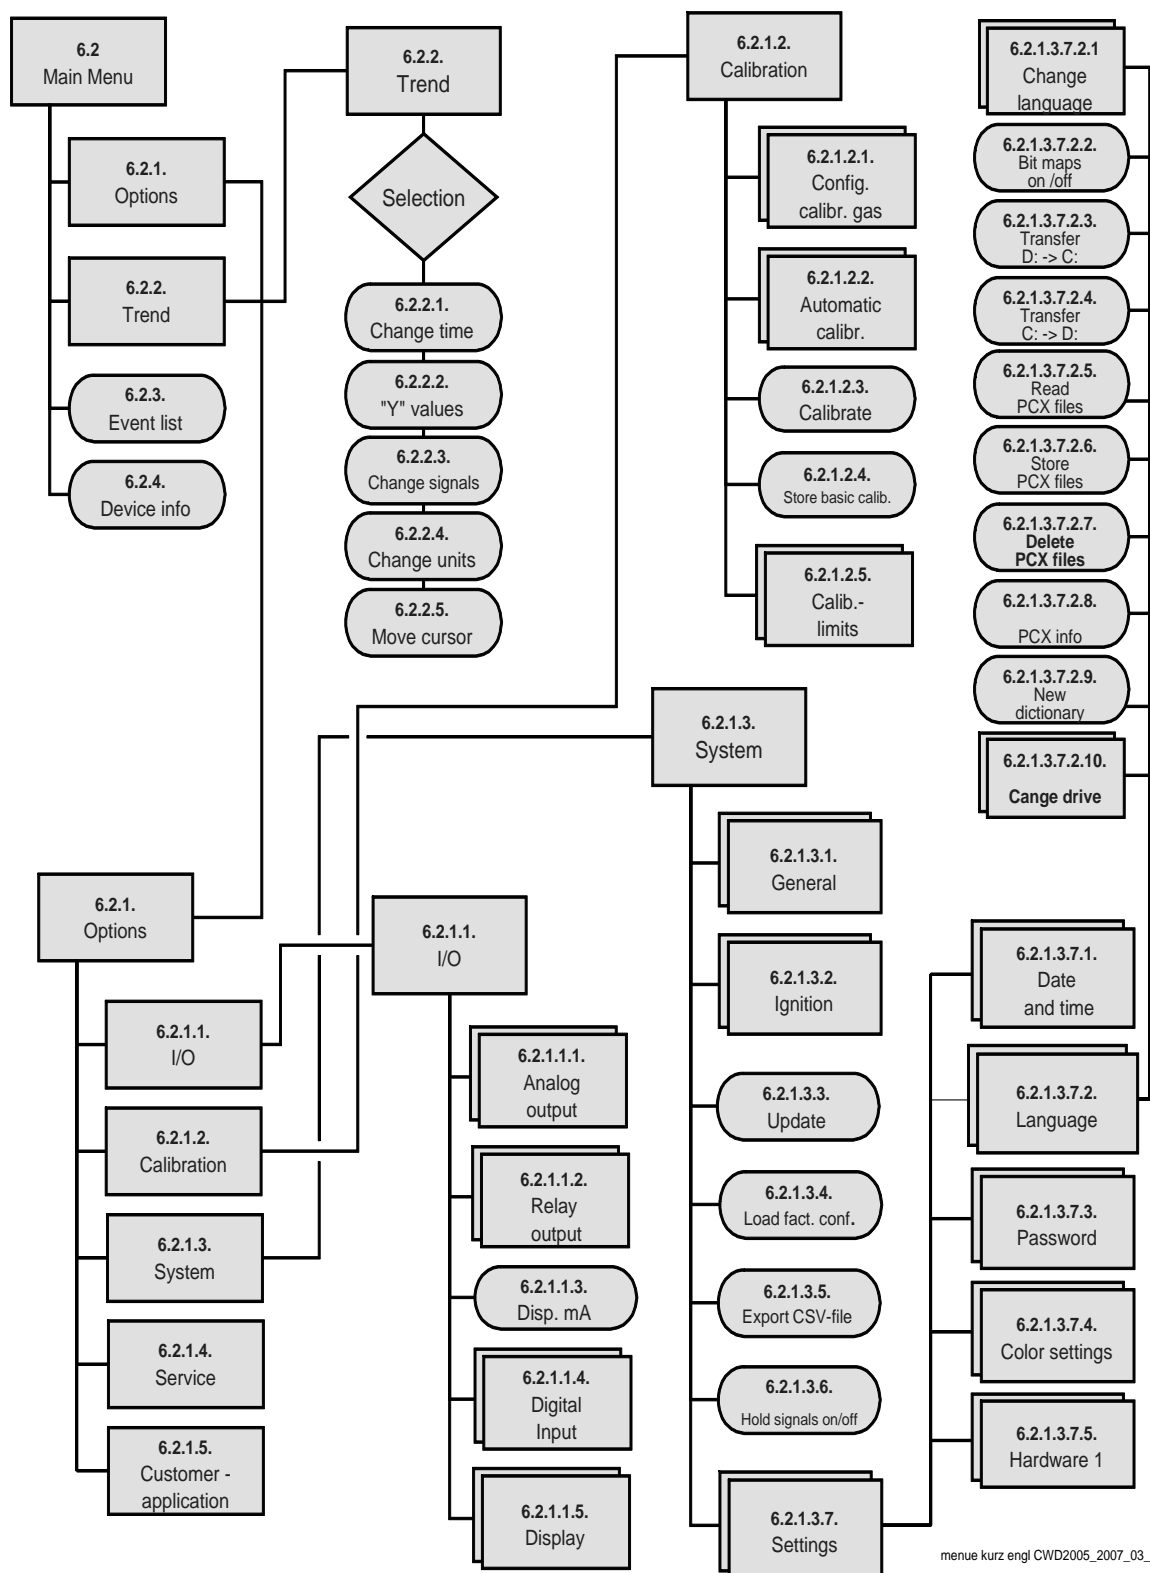 6.2
Main Menu
6.2.1.
Options
6.2.2.
Trend
6.2.3.
Event list
6.2.4.
Device info
6.2.2.
Trend
Selection
6.2.2.1.
Change time
6.2.2.2.
"Y" values
6.2.2.3.
Change signals
6.2.2.4.
Change units
6.2.2.5.
Move cursor
6.2.1.2.
Calibration
6.2.1.2.1.
Config.
calibr. gas
6.2.1.2.2.
Automatic
calibr.
6.2.1.2.3.
Calibrate
6.2.1.2.4.
Store basic calib.
6.2.1.2.5.
Calib.-
limits
6.2.1.3.7.2.1
Change
language
6.2.1.3.7.2.2.
Bit maps
on /off
6.2.1.3.7.2.3.
Transfer
D: -> C:
6.2.1.3.7.2.4.
Transfer
C: -> D:
6.2.1.3.7.2.5.
Read
PCX files
6.2.1.3.7.2.6.
Store
PCX files
6.2.1.3.7.2.7.
Delete
PCX files
6.2.1.3.7.2.8.
PCX info
6.2.1.3.7.2.9.
New
dictionary
6.2.1.3.7.2.10.
Cange drive
6.2.1.
Options
6.2.1.1.
I/O
6.2.1.2.
Calibration
6.2.1.3.
System
6.2.1.4.
Service
6.2.1.5.
Customer -
application
6.2.1.1.
I/O
6.2.1.1.1.
Analog
output
6.2.1.1.2.
Relay
output
6.2.1.1.3.
Disp. mA
6.2.1.1.4.
Digital
Input
6.2.1.1.5.
Display
6.2.1.3.
System
6.2.1.3.1.
General
6.2.1.3.2.
Ignition
6.2.1.3.3.
Update
6.2.1.3.4.
Load fact. conf.
6.2.1.3.5.
Export CSV-file
6.2.1.3.6.
Hold signals on/off
6.2.1.3.7.
Settings
6.2.1.3.7.1.
Date
and time
6.2.1.3.7.2.
Language
6.2.1.3.7.3.
Password
6.2.1.3.7.4.
Color settings
6.2.1.3.7.5.
Hardware 1
menue kurz engl CWD2005_2007_03_